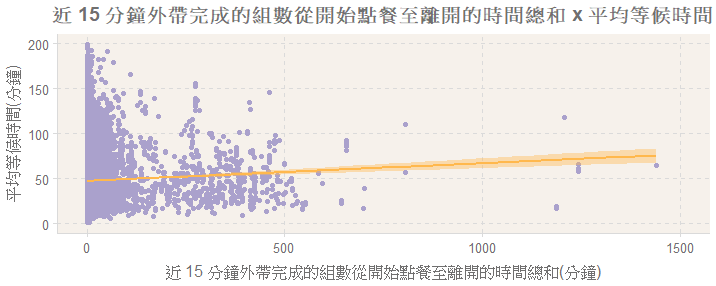 近 15 分鐘外帶完成的組數從開始點餐至離開的時間總和 x 平均等候時間
平均等候時間(分鐘)
200
150
100
50
0
0 500 1000 1500
近 15 分鐘外帶完成的組數從開始點餐至離開的時間總和(分鐘)